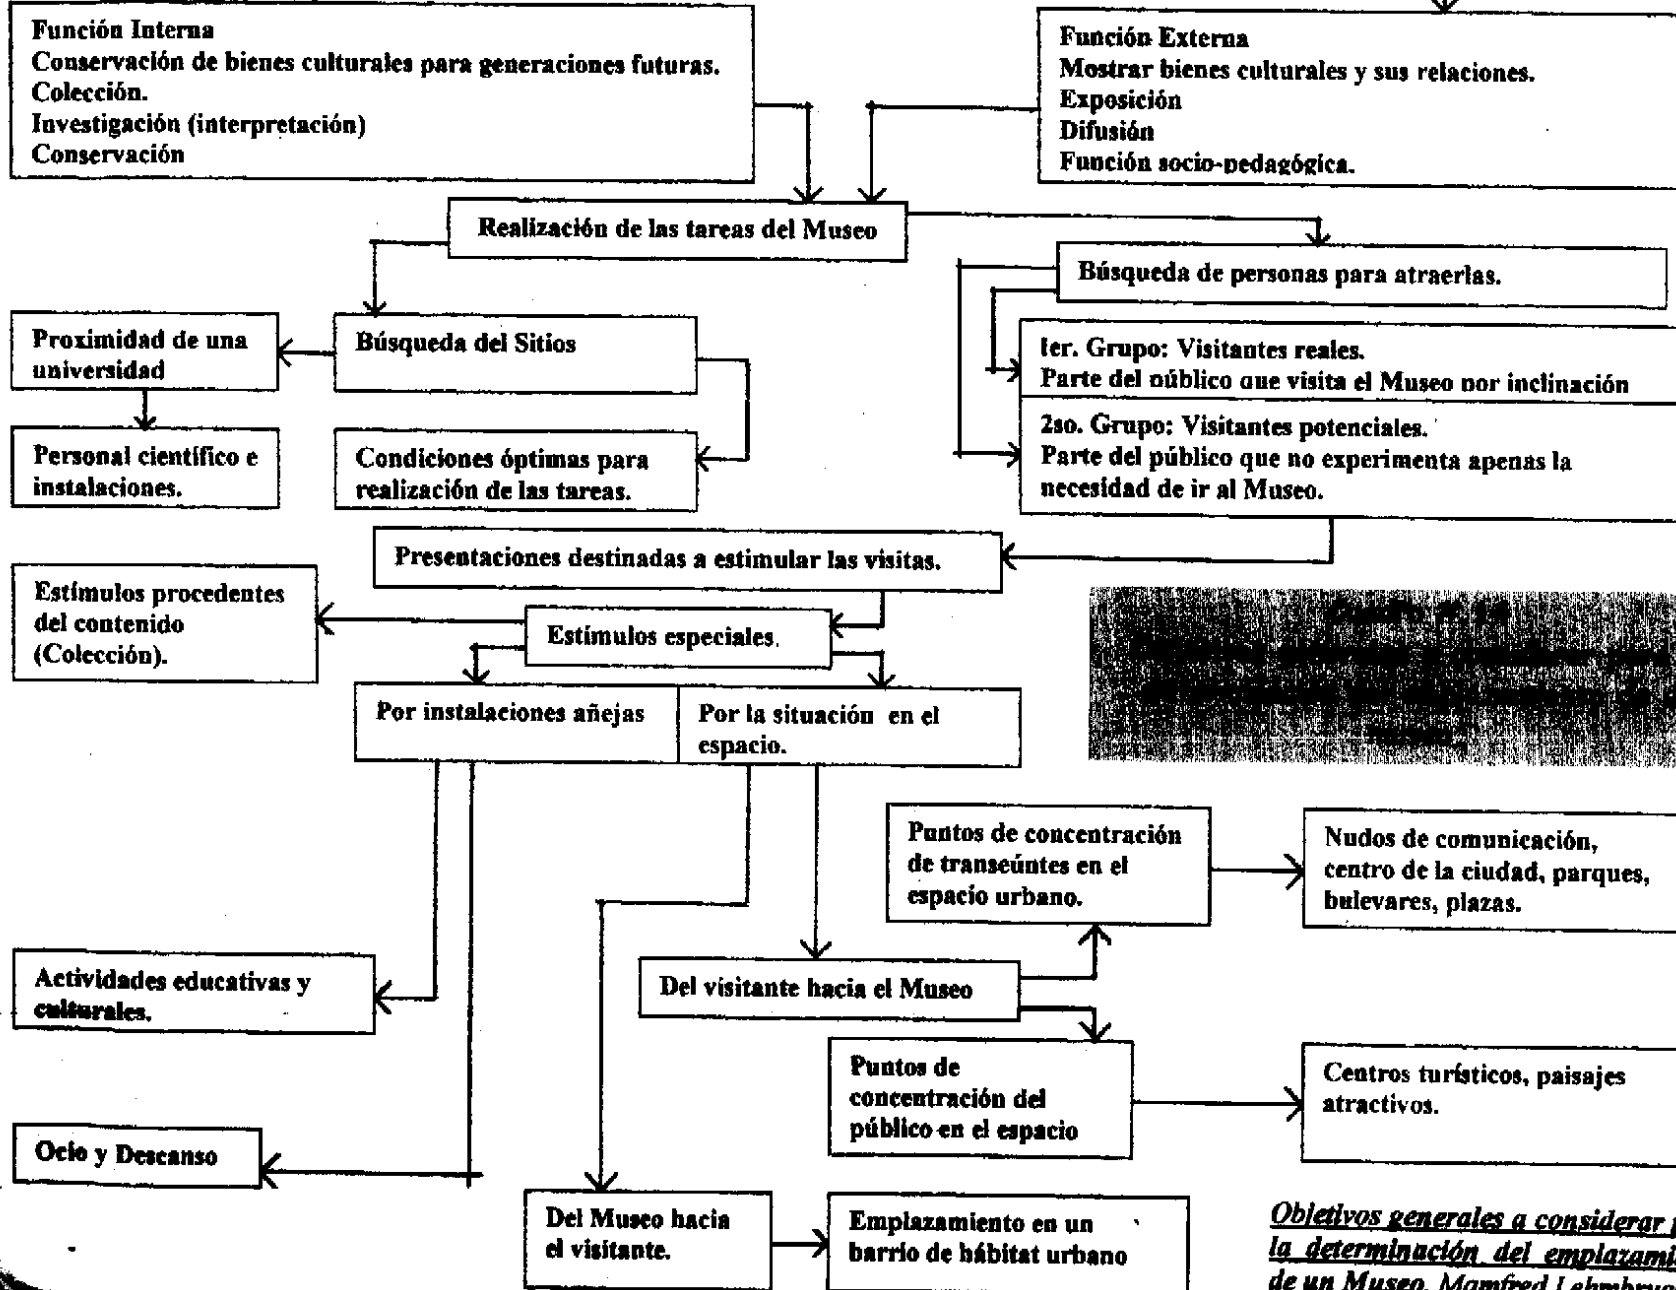 Función Interna
Conservación de bienes culturales para generaciones futuras.
Colección.
Investigación (interpretación)
Conservación
Función Externa
Mostrar bienes culturales y sus relaciones.
Exposición
Difusión
Función socio-pedagógica.
Realización de las tareas del Museo
Búsqueda de personas para atraerlas.
Proximidad de una
universidad
Búsqueda del Sitios
1er. Grupo: Visitantes reales.
Parte del público que visita el Museo por inclinación
2so. Grupo: Visitantes potenciales.
Parte del público que no experimenta apenas la
necesidad de ir al Museo.
Personal científico e
instalaciones.
Condiciones óptimas para
realización de las tareas.
Presentaciones destinadas a estimular las visitas.
Estímulos procedentes
del contenido
(Colección).
Estímulos especiales.
Por instalaciones añejas
Por la situación en el
espacio.
Puntos de concentración
de transeúntes en el
espacio urbano.
Nudos de comunicación,
centro de la ciudad, parques,
bulevares, plazas.
Actividades educativas y
culturales.
Del visitante hacia el Museo
Puntos de
concentración del
público en el espacio
Centros turísticos, paisajes
atractivos.
Ocio y Descanso
Del Museo hacia
el visitante.
Emplazamiento en un
barrio de hábitat urbano
Objetivos generales a considerar
la determinación del
de un Museo. Mamfred